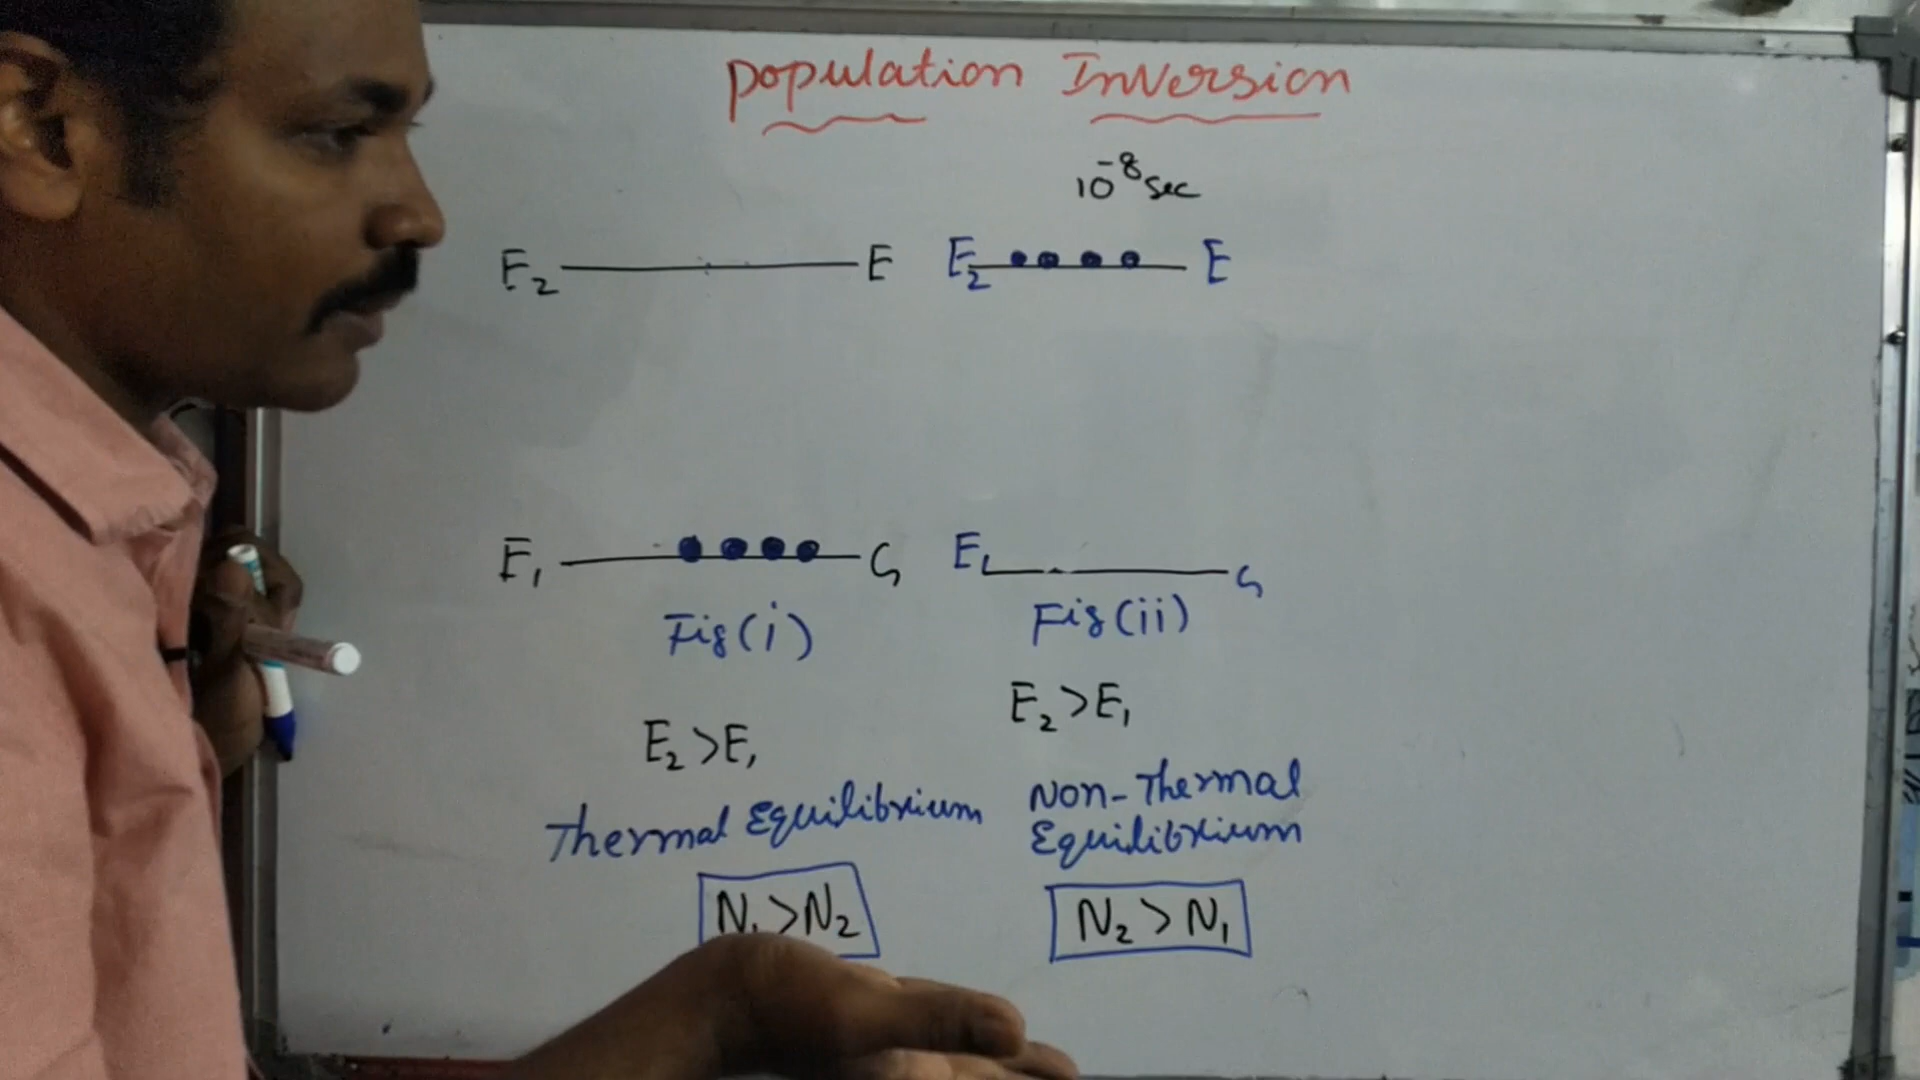 Population Inversion
10⁻⁸ sec
E₂ E
E₂ E
E₁ G
E₁ G
Fig(i)
Fig(ii)
E₂ > E₁
E₂ > E₁
Thermal Equilibrium
Non-Thermal
Equilibrium
N₁ > N₂
N₂ > N₁